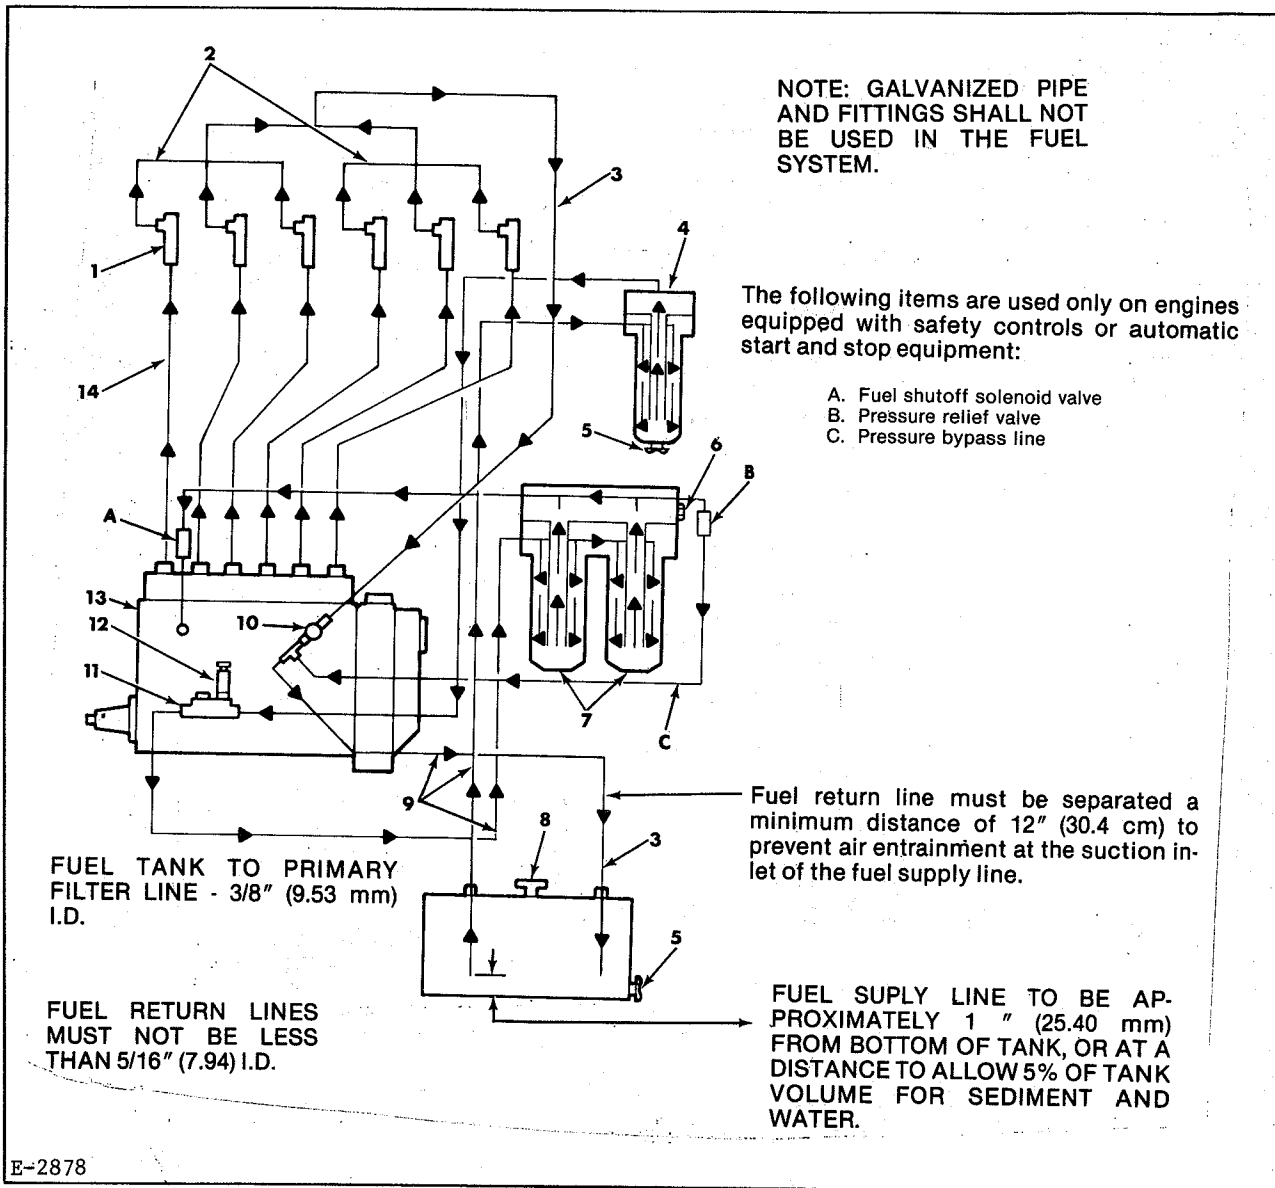 2
NOTE: GALVANIZED PIPE
AND FITTINGS SHALL NOT
BE USED IN THE FUEL
SYSTEM.
3
4
1
The following items are used only on engines
equipped with safety controls or automatic
start and stop equipment:
14
A. Fuel shutoff solenoid valve
B. Pressure relief valve
C. Pressure bypass line
5
6
B
A
13
12
10
11
7
C
9
8
3
Fuel return line must be separated a
minimum distance of 12" (30.4 cm) to
prevent air entrainment at the suction in-
let of the fuel supply line.
FUEL TANK TO PRIMARY
FILTER LINE - 3/8" (9.53 mm)
I.D.
5
FUEL RETURN LINES
MUST NOT BE LESS
THAN 5/16" (7.94) I.D.
FUEL SUPLY LINE TO BE AP-
PROXIMATELY 1 " (25.40 mm)
FROM BOTTOM OF TANK, OR AT A
DISTANCE TO ALLOW 5% OF TANK
VOLUME FOR SEDIMENT AND
WATER.
E-2878